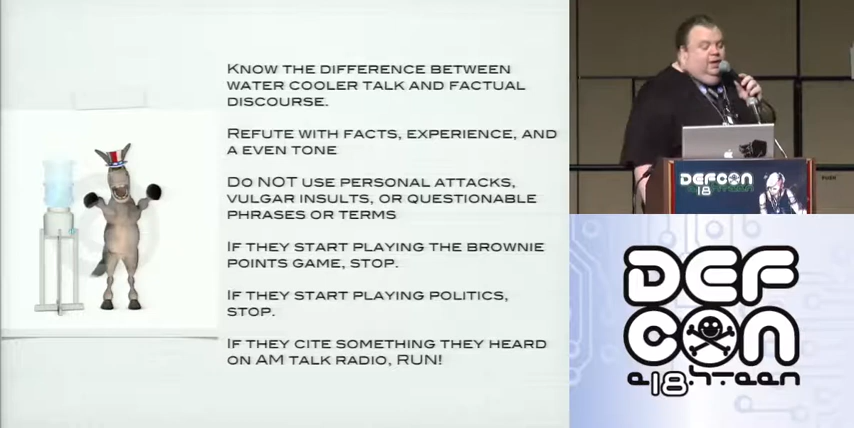 KNOW THE DIFFERENCE BETWEEN
WATER COOLER TALK AND FACTUAL
DISCOURSE.
REFUTE WITH FACTS, EXPERIENCE, AND
A EVEN TONE
DO NOT USE PERSONAL ATTACKS,
VULGAR INSULTS, OR QUESTIONABLE
PHRASES OR TERMS
IF THEY START PLAYING THE BROWNIE
POINTS GAME, STOP.
IF THEY START PLAYING POLITICS,
STOP.
IF THEY CITE SOMETHING THEY HEARD
ON AM TALK RADIO, RUN!
DEFCON
18
DEF
CON
e18hteen